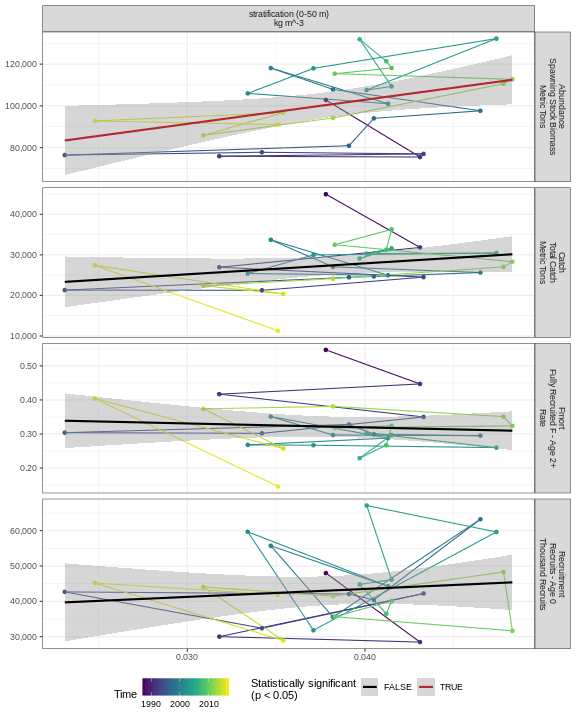 stratification (0-50 m)
kg m^-3
120,000
100,000
80,000
Abundance
Spawning Stock Biomass
Metric Tons
40,000
30,000
20,000
10,000
Catch
Total Catch
Metric Tons
0.50
0.40
0.30
0.20
Fmort
Fully Recruited F - Age 2+
Rate
60,000
50,000
40,000
30,000
Recruitment
Recruits - Age 0
Thousand Recruits
0.030
0.040
Time
1990 2000 2010
Statistically significant
(p < 0.05)
FALSE
TRUE